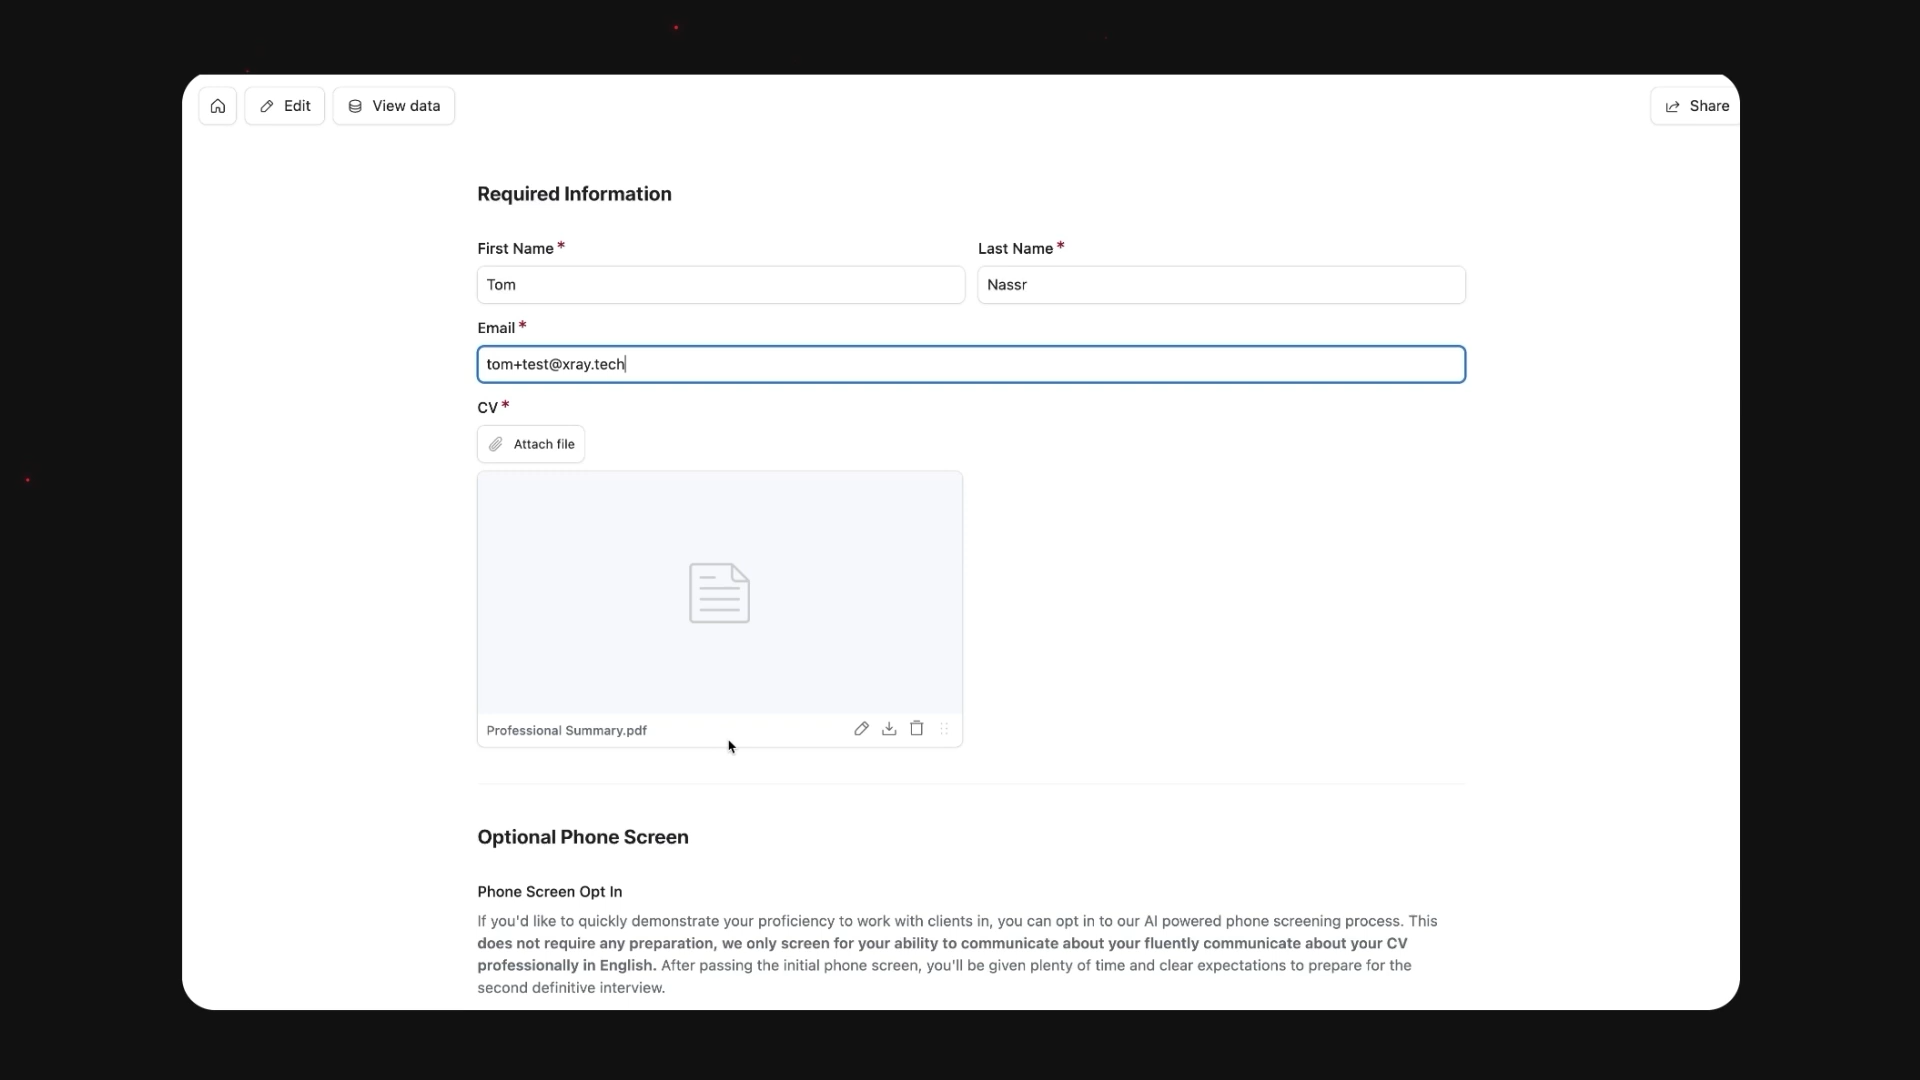 Edit View data Share
Required Information
First Name * Last Name *
Tom Nassr
Email *
tom+test@xray.tech
CV *
Attach file
Professional Summary.pdf
Optional Phone Screen
Phone Screen Opt In
If you'd like to quickly demonstrate your proficiency to work with clients in, you can opt in to our AI powered phone screening process. This
does not require any preparation, we only screen for your ability to communicate about your fluently communicate about your CV
professionally in English. After passing the initial phone screen, you'll be given plenty of time and clear expectations to prepare for the
second definitive interview.